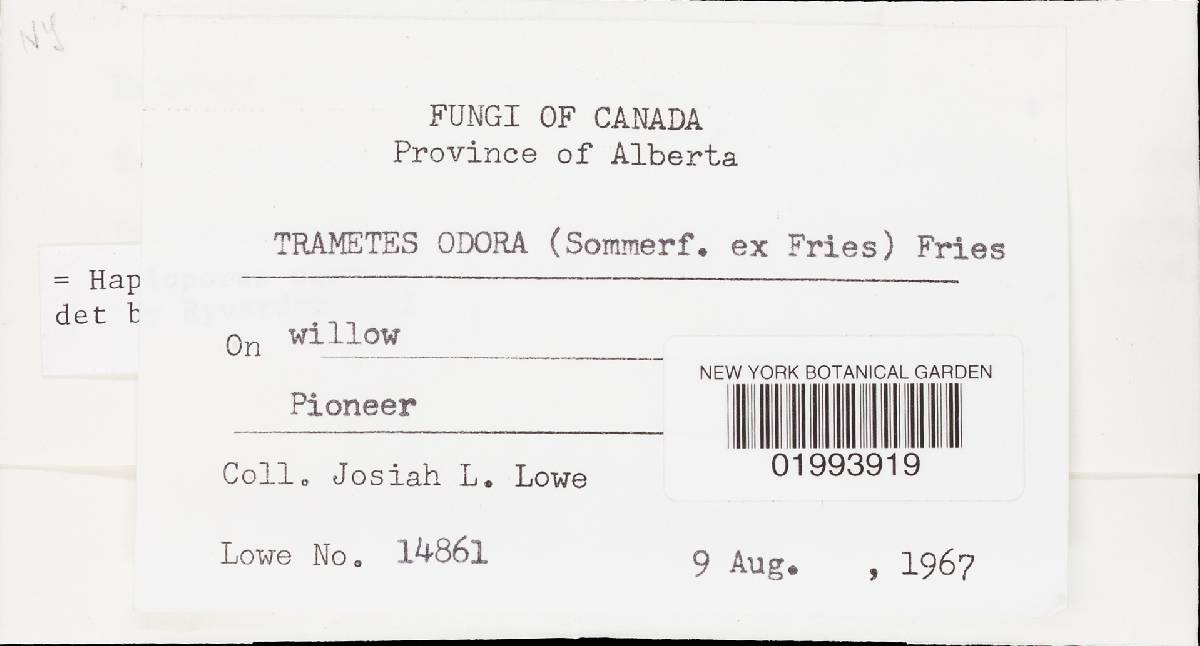 NY
FUNGI OF CANADA
Province of Alberta
TRAMETES ODORA (Sommerf. ex Fries) Fries
= Hap
det b
On willow
Pioneer
NEW YORK BOTANICAL GARDEN
01993919
Coll. Josiah L. Lowe
Lowe No. 14861
9 Aug. , 1967